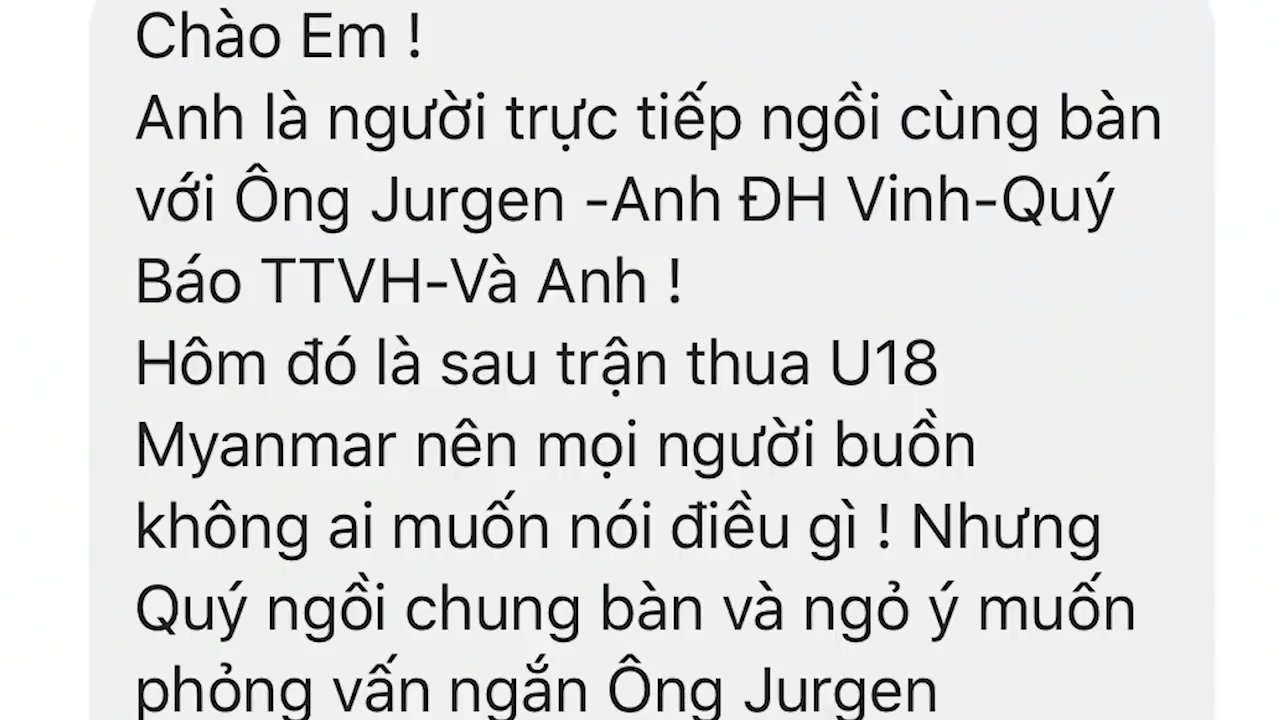 Chào Em !
Anh là người trực tiếp ngồi cùng bàn
với Ông Jurgen -Anh ĐH Vinh-Quý
Báo TTVH-Và Anh !
Hôm đó là sau trận thua U18
Myanmar nên mọi người buồn
không ai muốn nói điều gì ! Nhưng
Quý ngồi chung bàn và ngỏ ý muốn
phỏng vấn ngắn Ông Jurgen